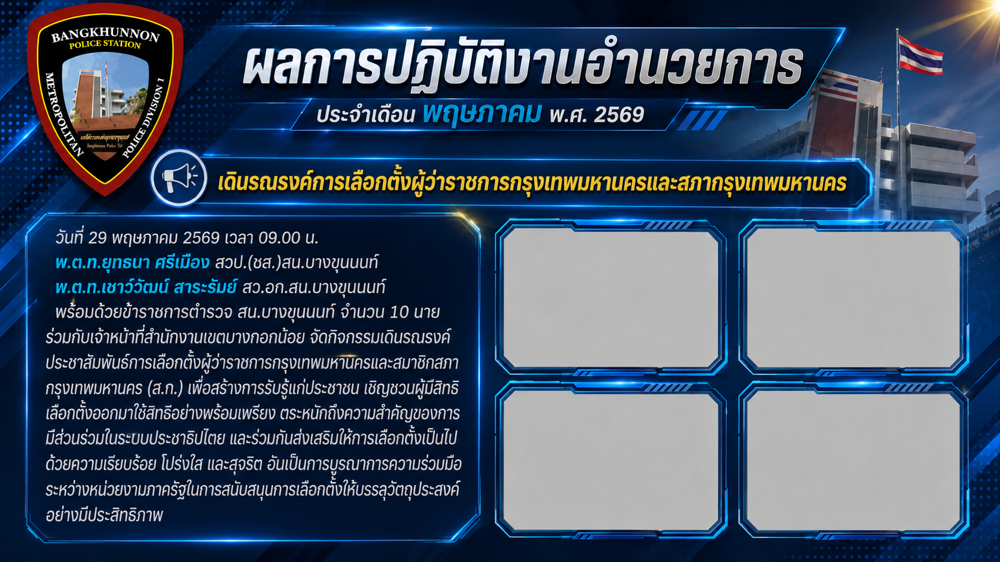 BANGKHUNNON
POLICE STATION
METROPOLITAN
POLICE DIVISION 1
ผลการปฏิบัติงานอำนวยการ
ประจำเดือน พฤษภาคม พ.ศ. 2569
เดินรณรงค์การเลือกตั้งผู้ว่าราชการกรุงเทพมหานครและสภากรุงเทพมหานคร
วันที่ 29 พฤษภาคม 2569 เวลา 09.00 น.
พ.ต.ท.ยุทธนา ศรีเมือง สวป.(ชส.)สน.บางขุนนนท์
พ.ต.ท.เชาว์วัฒน์ สาระรัมย์ สว.อก.สน.บางขุนนนท์
พร้อมด้วยข้าราชการตำรวจ สน.บางขุนนนท์ จำนวน 10 นาย
ร่วมกับเจ้าหน้าที่สำนักงานเขตบางกอกน้อย จัดกิจกรรมเดินรณรงค์
ประชาสัมพันธ์การเลือกตั้งผู้ว่าราชการกรุงเทพมหานครและสมาชิกสภา
กรุงเทพมหานคร (ส.ก.) เพื่อสร้างการรับรู้แก่ประชาชน เชิญชวนผู้มีสิทธิ
เลือกตั้งออกมาใช้สิทธิอย่างพร้อมเพรียง ตระหนักถึงความสำคัญของการ
มีส่วนร่วมในระบบประชาธิปไตย และร่วมกันส่งเสริมให้การเลือกตั้งเป็นไป
ด้วยความเรียบร้อย โปร่งใส และสุจริต อันเป็นการบูรณาการความร่วมมือ
ระหว่างหน่วยงามภาครัฐในการสนับสนุนการเลือกตั้งให้บรรลุวัตถุประสงค์
อย่างมีประสิทธิภาพ